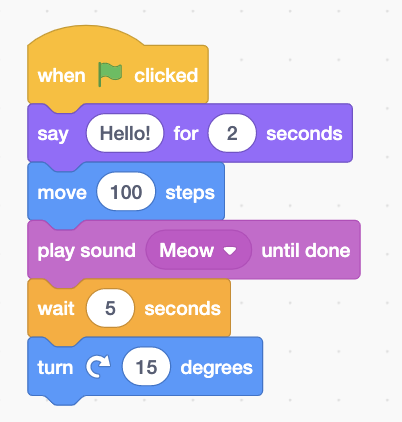 when clicked
say Hello! for 2 seconds
move 100 steps
play sound Meow until done
wait 5 seconds
turn 15 degrees